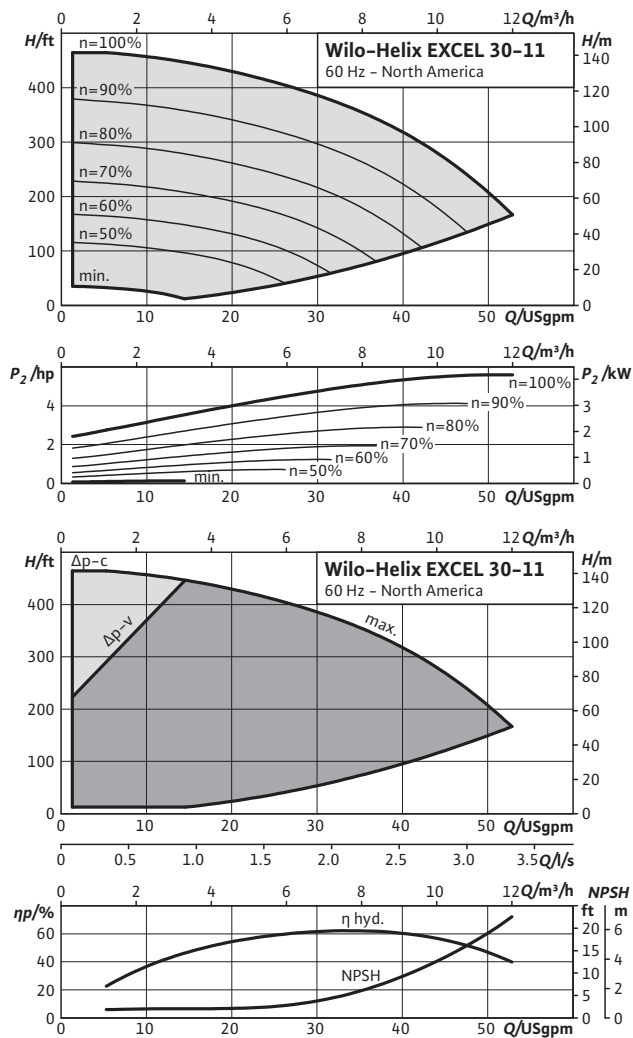 0 2 4 6 8 10 12 Q/m³/h
H/ft
H/m
n=100%
Wilo–Helix EXCEL 30–11
60 Hz – North America
140
400
n=90%
120
100
300
n=80%
80
n=70%
200
60
n=60%
n=50%
40
100
min.
20
0
0
0 10 20 30 40 50 Q/USgpm
0 2 4 6 8 10 12 Q/m³/h
P₂ /hp
P₂ /kW
n=100%
4
n=90%
3
n=80%
2
2
n=70%
n=60%
1
n=50%
min.
0
0
0 10 20 30 40 50 Q/USgpm
0 2 4 6 8 10 12 Q/m³/h
H/ft
Δp–c
H/m
Wilo–Helix EXCEL 30–11
60 Hz – North America
140
400
Δp–v
max.
120
100
300
80
200
60
40
100
20
0
0
0 10 20 30 40 50 Q/USgpm
0 0.5 1.0 1.5 2.0 2.5 3.0 3.5 Q/l/s
0 2 4 6 8 10 12 Q/m³/h
NPSH
ηp/%
ft m
η hyd.
60
20 6
15
40
NPSH
4
10
20
2
5
0
0 0
0 10 20 30 40 50 Q/USgpm